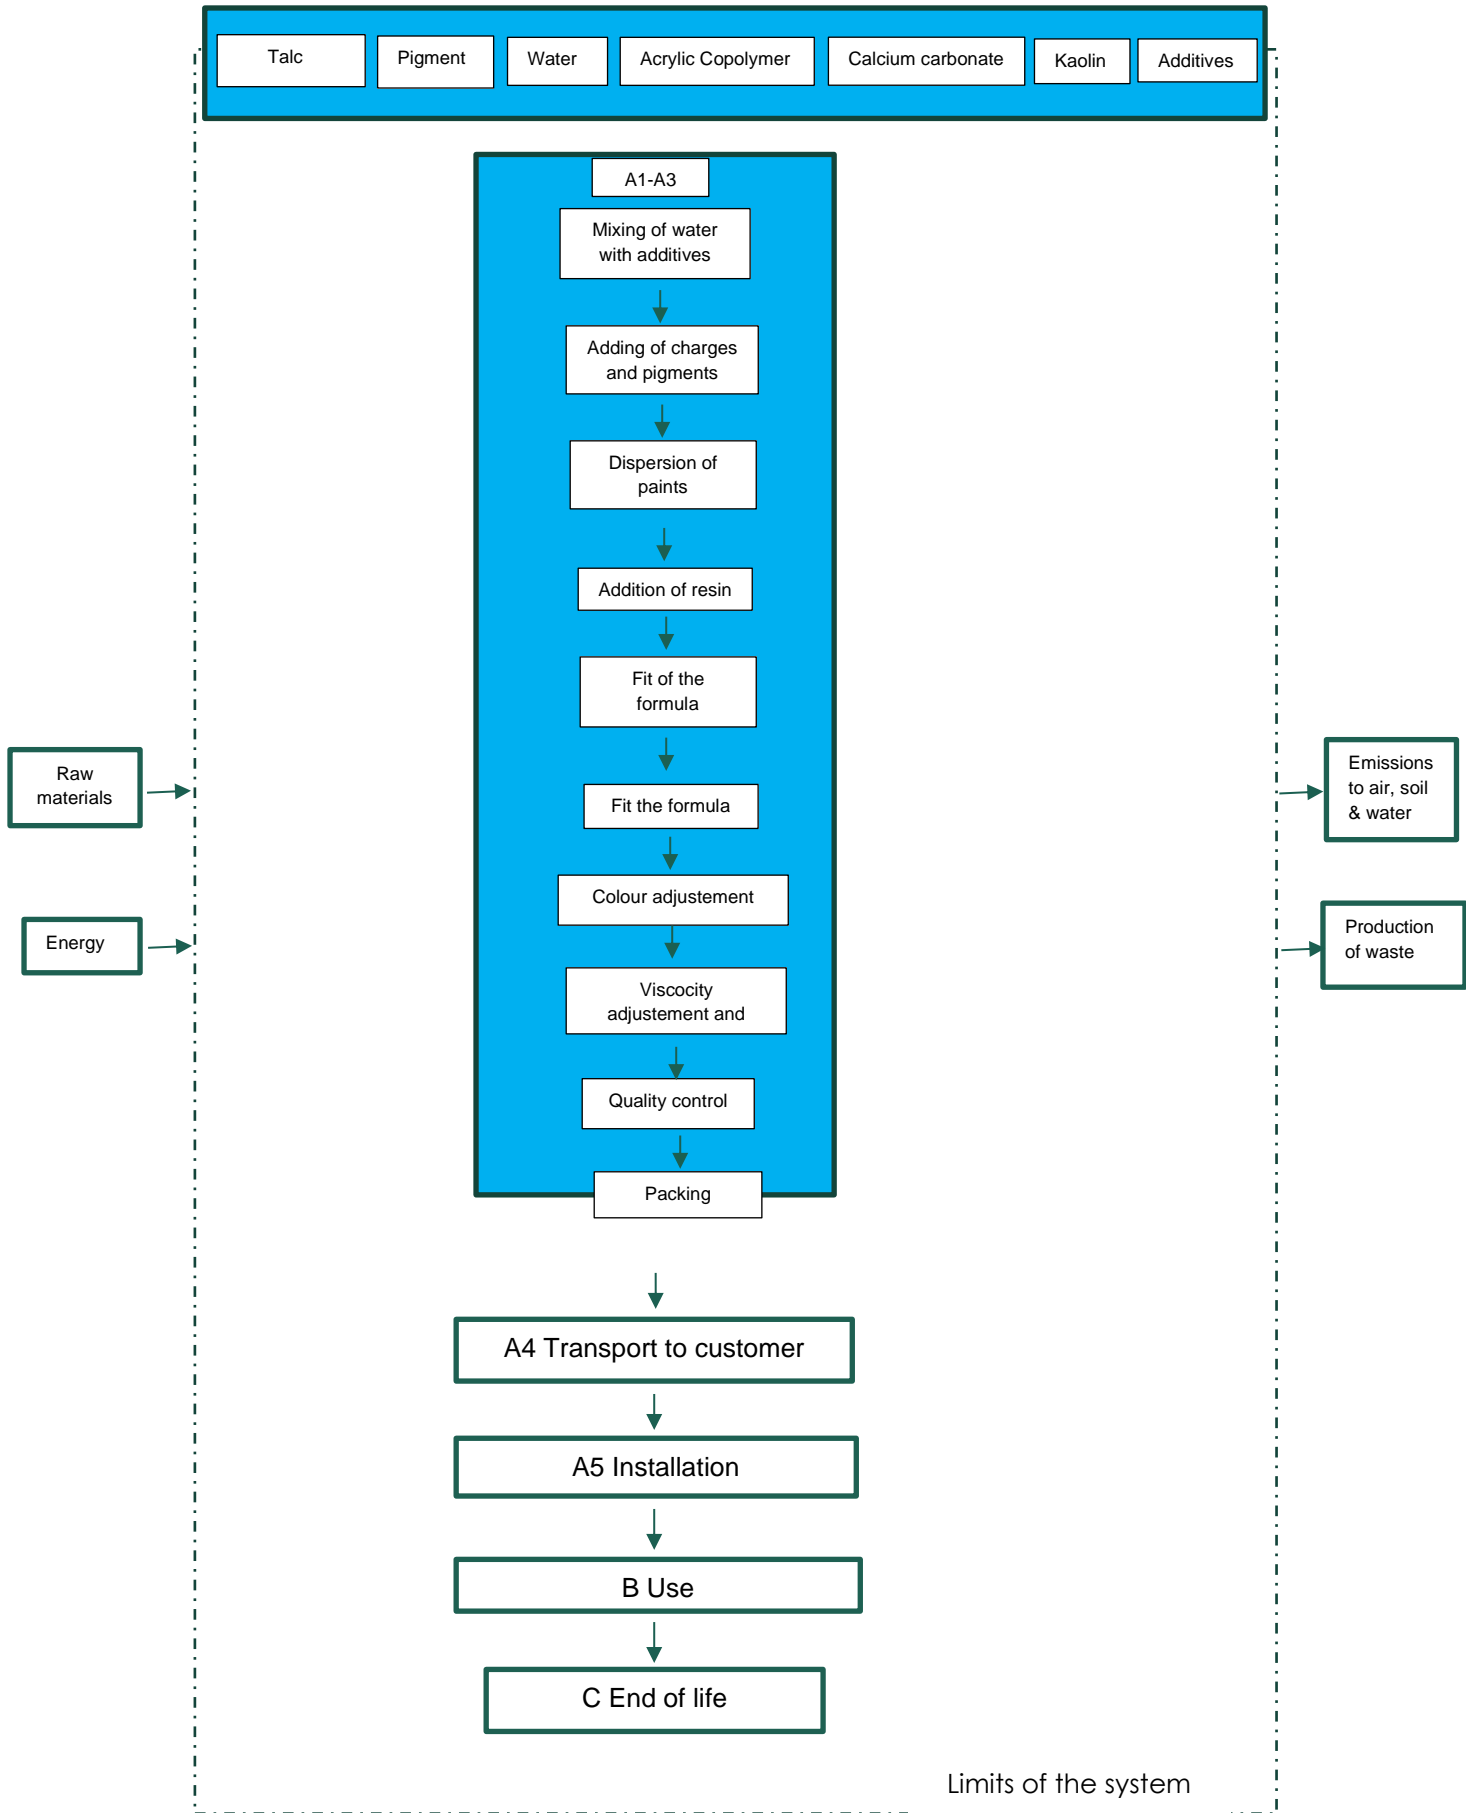 Talc
Pigment
Water
Acrylic Copolymer
Calcium carbonate
Kaolin
Additives
A1-A3
Mixing of water
with additives
Adding of charges
and pigments
Dispersion of
paints
Addition of resin
Fit of the
formula
Raw
materials
Fit the formula
Emissions
to air, soil
& water
Colour adjustement
Energy
Production
of waste
Viscocity
adjustement and
Quality control
Packing
A4 Transport to customer
A5 Installation
B Use
C End of life
Limits of the system